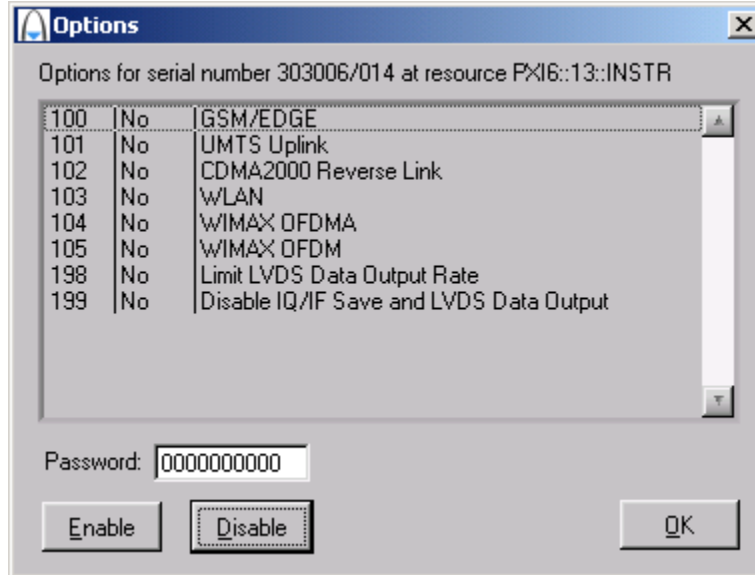 Options
Options for serial number 303006/014 at resource PXI6::13::INSTR
100 No GSM/EDGE
101 No UMTS Uplink
102 No CDMA2000 Reverse Link
103 No WLAN
104 No WIMAX OFDMA
105 No WIMAX OFDM
198 No Limit LVDS Data Output Rate
199 No Disable IQ/IF Save and LVDS Data Output
Password: 0000000000
Enable Disable OK